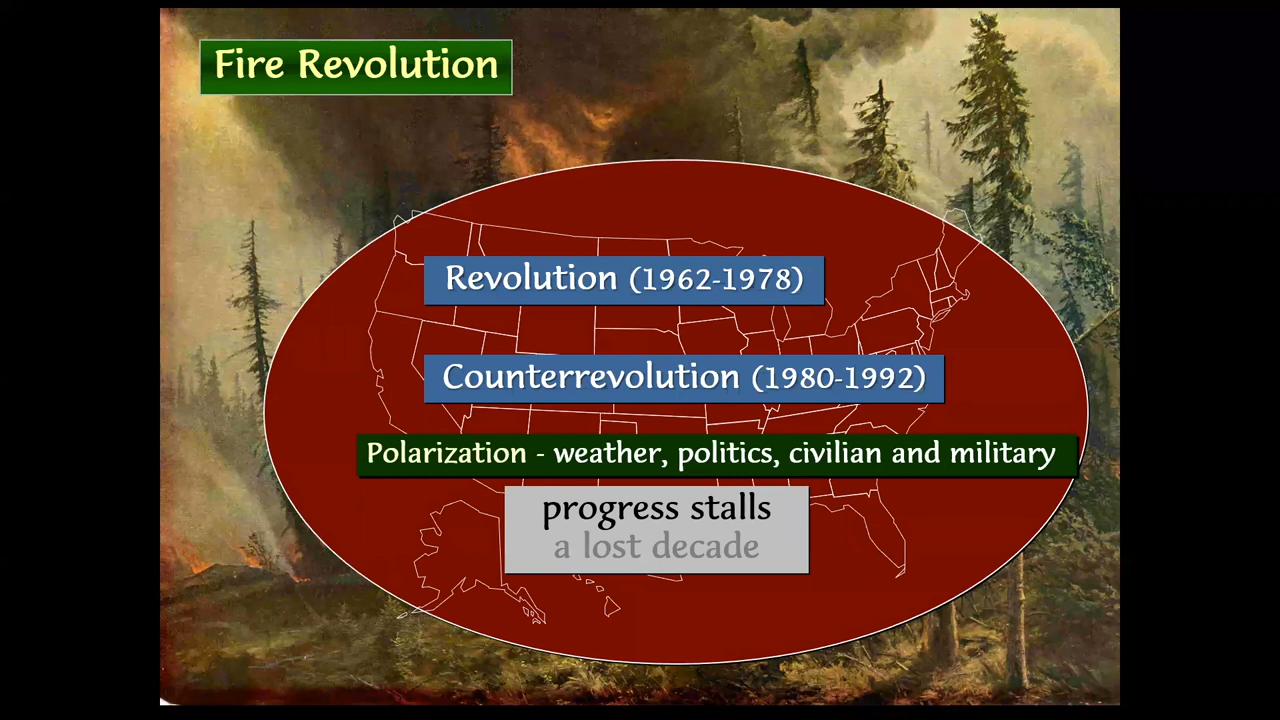 Fire Revolution
Revolution (1962-1978)
Counterrevolution (1980-1992)
Polarization - weather, politics, civilian and military
progress stalls
a lost decade